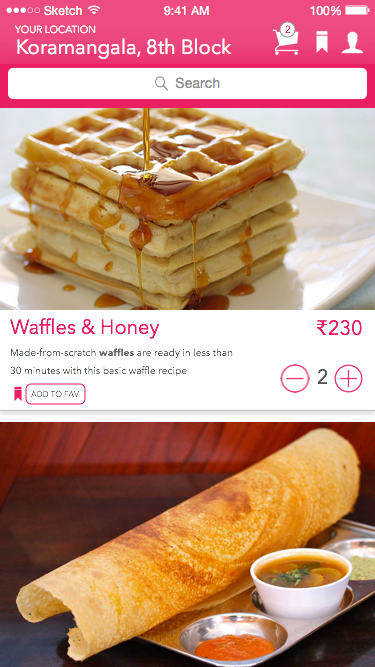 Sketch 9:41 AM 100%
YOUR LOCATION
Koramangala, 8th Block
2
Search
Waffles & Honey ₹230
Made-from-scratch waffles are ready in less than
30 minutes with this basic waffle recipe
2
ADD TO FAV